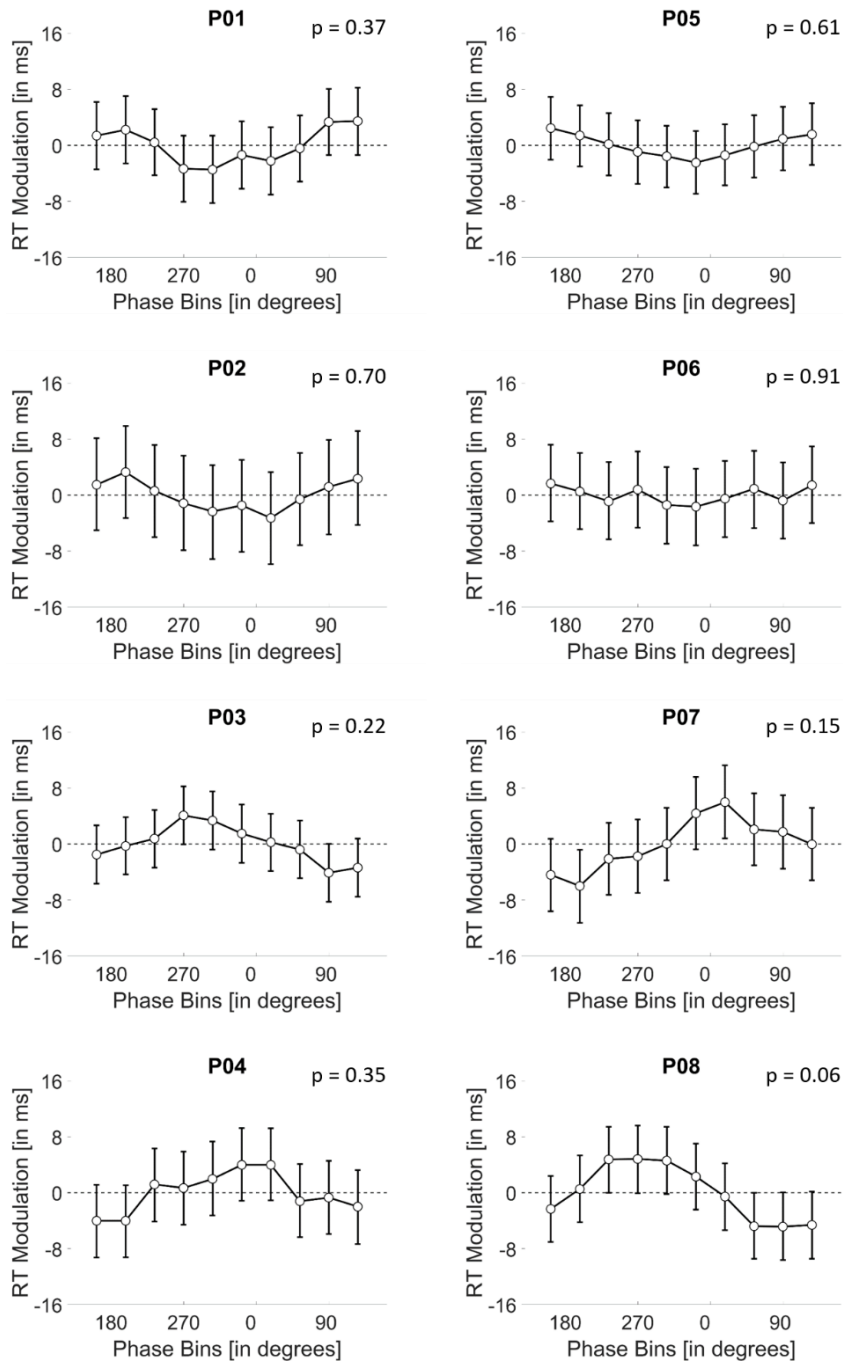 P01
p = 0.37
RT Modulation [in ms]
16
8
0
-8
-16
180 270 0 90
Phase Bins [in degrees]
P05
p = 0.61
RT Modulation [in ms]
16
8
0
-8
-16
180 270 0 90
Phase Bins [in degrees]
P02
p = 0.70
RT Modulation [in ms]
16
8
0
-8
-16
180 270 0 90
Phase Bins [in degrees]
P06
p = 0.91
RT Modulation [in ms]
16
8
0
-8
-16
180 270 0 90
Phase Bins [in degrees]
P03
p = 0.22
RT Modulation [in ms]
16
8
0
-8
-16
180 270 0 90
Phase Bins [in degrees]
P07
p = 0.15
RT Modulation [in ms]
16
8
0
-8
-16
180 270 0 90
Phase Bins [in degrees]
P04
p = 0.35
RT Modulation [in ms]
16
8
0
-8
-16
180 270 0 90
Phase Bins [in degrees]
P08
p = 0.06
RT Modulation [in ms]
16
8
0
-8
-16
180 270 0 90
Phase Bins [in degrees]